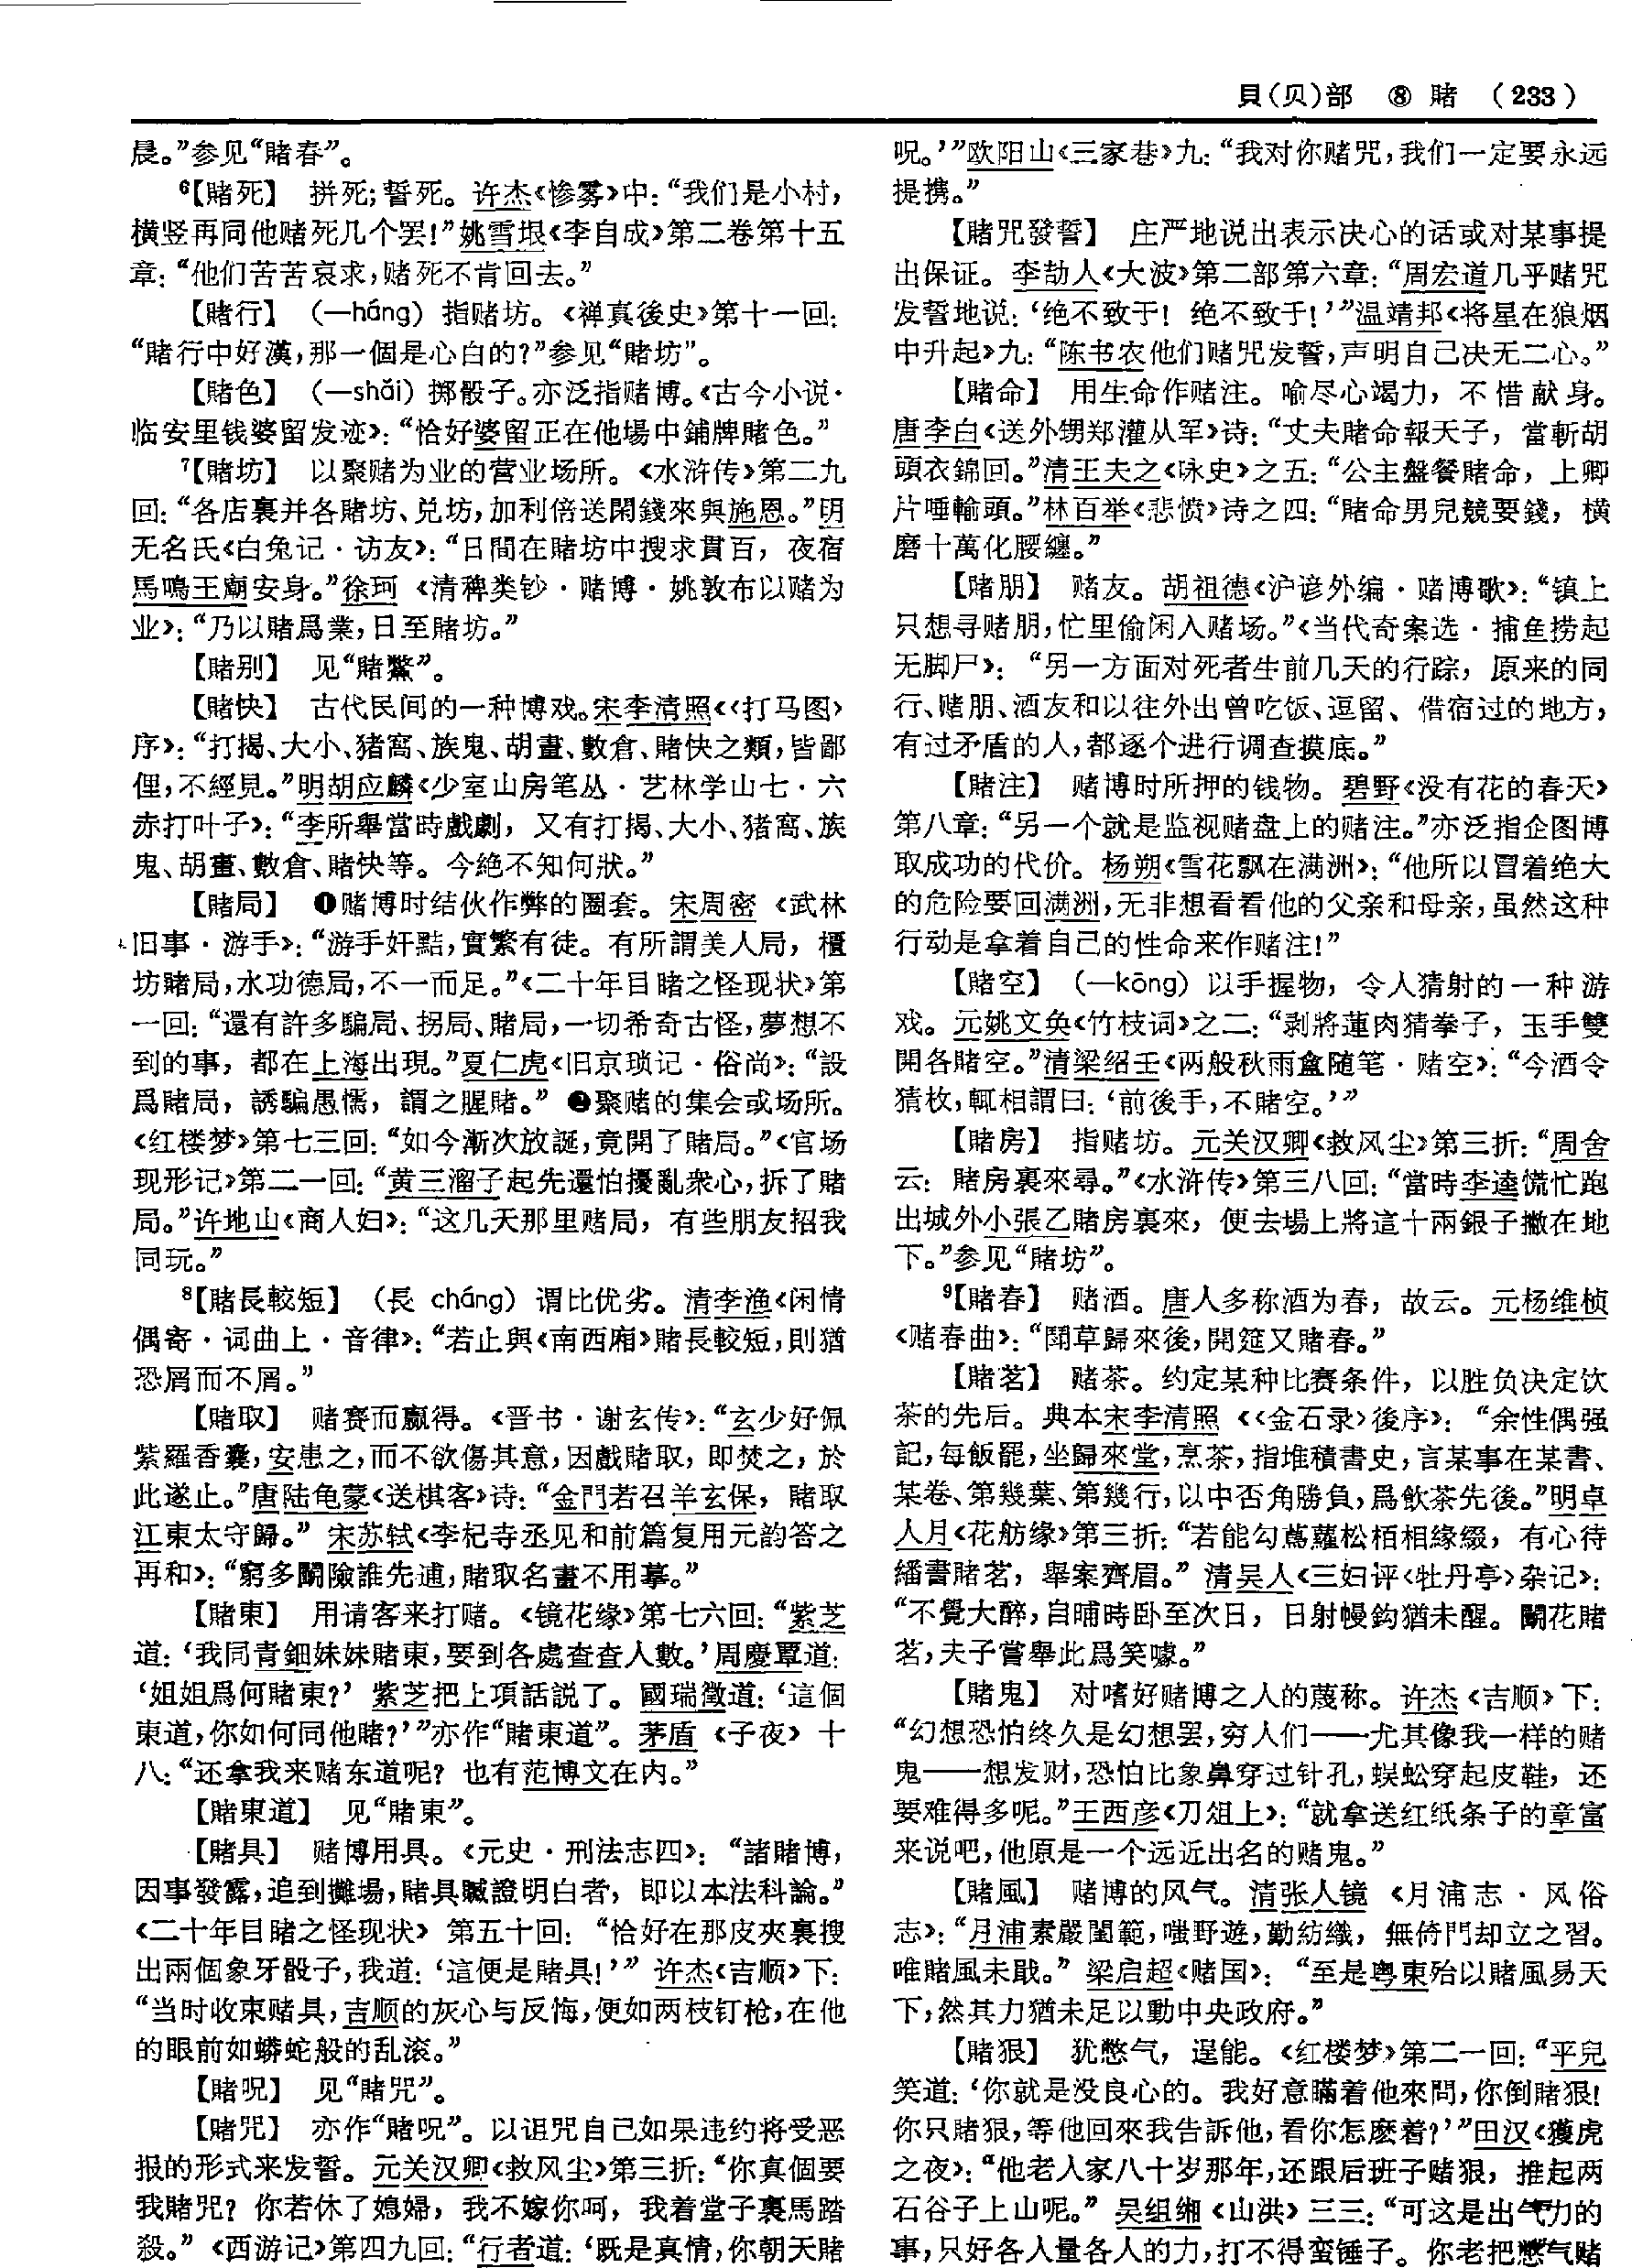 貝(贝)部 ⑧ 賭 (233)
晨。”参见“賭春”。
⁶【賭死】 拼死;誓死。许杰《惨雾》中:“我们是小村,
横竖再同他赌死几个罢!”姚雪垠《李自成》第二卷第十五
章:“他们苦苦哀求,赌死不肯回去。”
【賭行】 (—háng) 指赌坊。《禅真後史》第十一回:
“賭行中好漢,那一個是心白的?”参见“賭坊”。
【賭色】 (—shǎi) 掷骰子。亦泛指赌博。《古今小说·
临安里钱婆留发迹》:“恰好婆留正在他場中鋪牌賭色。”
⁷【賭坊】 以聚赌为业的营业场所。《水浒传》第二九
回:“各店裏并各賭坊、兑坊,加利倍送閑錢來與施恩。”明
无名氏《白兔记·访友》:“日間在賭坊中搜求貫百,夜宿
馬鳴王廟安身。”徐珂《清稗类钞·赌博·姚敦布以赌为
业》:“乃以賭爲業,日至賭坊。”
【賭别】 见“賭鱉”。
【賭快】 古代民间的一种博戏。宋李清照《〈打马图〉
序》:“打揭、大小、猪窩、族鬼、胡畫、數倉、賭快之類,皆鄙
俚,不經見。”明胡应麟《少室山房笔丛·艺林学山七·六
赤打叶子》:“李所舉當時戲劇,又有打揭、大小、猪窩、族
鬼、胡畫、數倉、賭快等。今絶不知何狀。”
【賭局】 ❶赌博时结伙作弊的圈套。宋周密《武林
旧事·游手》:“游手奸黠,實繁有徒。有所謂美人局,櫃
坊賭局,水功德局,不一而足。”《二十年目睹之怪现状》第
一回:“還有許多騙局、拐局、賭局,一切希奇古怪,夢想不
到的事,都在上海出現。”夏仁虎《旧京琐记·俗尚》:“設
爲賭局,誘騙愚懦,謂之腥賭。”❷聚赌的集会或场所。
《红楼梦》第七三回:“如今漸次放誕,竟開了賭局。”《官场
现形记》第二一回:“黄三溜子起先還怕擾亂衆心,拆了賭
局。”许地山《商人妇》:“这几天那里赌局,有些朋友招我
同玩。”
⁸【賭長較短】 (長 cháng) 谓比优劣。清李渔《闲情
偶寄·词曲上·音律》:“若止與《南西廂》賭長較短,則猶
恐屑而不屑。”
【賭取】 赌赛而赢得。《晋书·谢玄传》:“玄少好佩
紫羅香囊,安患之,而不欲傷其意,因戲賭取,即焚之,於
此遂止。”唐陆龟蒙《送棋客》诗:“金門若召羊玄保,賭取
江東太守歸。”宋苏轼《李杞寺丞见和前篇复用元韵答之
再和》:“窮多鬭險誰先逋,賭取名畫不用摹。”
【賭東】 用请客来打赌。《镜花缘》第七六回:“紫芝
道:‘我同青鈿妹妹賭東,要到各處查查人數。’周慶覃道:
‘姐姐爲何賭東?’紫芝把上項話説了。國瑞徵道:‘這個
東道,你如何同他賭?’”亦作“賭東道”。茅盾《子夜》十
八:“还拿我来赌东道呢?也有范博文在内。”
【賭東道】 见“賭東”。
【賭具】 赌博用具。《元史·刑法志四》:“諸賭博,
因事發露,追到攤場,賭具贓證明白者,即以本法科論。”
《二十年目睹之怪现状》第五十回:“恰好在那皮夾裏搜
出兩個象牙骰子,我道:‘這便是賭具!’”许杰《吉顺》下:
“当时收束赌具,吉顺的灰心与反悔,便如两枝钉枪,在他
的眼前如蟒蛇般的乱滚。”
【賭呪】 见“賭咒”。
【賭咒】 亦作“賭呪”。以诅咒自己如果违约将受恶
报的形式来发誓。元关汉卿《救风尘》第三折:“你真個要
我賭咒?你若休了媳婦,我不嫁你呵,我着堂子裏馬踏
殺。”《西游记》第四九回:“行者道:‘既是真情,你朝天賭
呪。’”欧阳山《三家巷》九:“我对你赌咒,我们一定要永远
提携。”
【賭咒發誓】 庄严地说出表示决心的话或对某事提
出保证。李劼人《大波》第二部第六章:“周宏道几乎赌咒
发誓地说:‘绝不致于!绝不致于!’”温靖邦《将星在狼烟
中升起》九:“陈书农他们赌咒发誓,声明自己决无二心。”
【賭命】 用生命作赌注。喻尽心竭力,不惜献身。
唐李白《送外甥郑灌从军》诗:“丈夫賭命報天子,當斬胡
頭衣錦回。”清王夫之《咏史》之五:“公主盤餐賭命,上卿
片唾輸頭。”林百举《悲愤》诗之四:“賭命男兒競要錢,横
磨十萬化腰纏。”
【賭朋】 赌友。胡祖德《沪谚外编·赌博歌》:“镇上
只想寻赌朋,忙里偷闲入赌场。”《当代奇案选·捕鱼捞起
无脚尸》:“另一方面对死者生前几天的行踪,原来的同
行、赌朋、酒友和以往外出曾吃饭、逗留、借宿过的地方,
有过矛盾的人,都逐个进行调查摸底。”
【賭注】 赌博时所押的钱物。碧野《没有花的春天》
第八章:“另一个就是监视赌盘上的赌注。”亦泛指企图博
取成功的代价。杨朔《雪花飘在满洲》:“他所以冒着绝大
的危险要回满洲,无非想看看他的父亲和母亲,虽然这种
行动是拿着自己的性命来作赌注!”
【賭空】 (—kōng) 以手握物,令人猜射的一种游
戏。元姚文奂《竹枝词》之二:“剥將蓮肉猜拳子,玉手雙
開各賭空。”清梁绍壬《两般秋雨盦随笔·赌空》:“今酒令
猜枚,輒相謂曰:‘前後手,不賭空。’”
【賭房】 指赌坊。元关汉卿《救风尘》第三折:“周舍
云:賭房裏來尋。”《水浒传》第三八回:“當時李逵慌忙跑
出城外小張乙賭房裏來,便去場上將這十兩銀子撇在地
下。”参见“賭坊”。
⁹【賭春】 赌酒。唐人多称酒为春,故云。元杨维桢
《赌春曲》:“鬪草歸來後,開筵又賭春。”
【賭茗】 赌茶。约定某种比赛条件,以胜负决定饮
茶的先后。典本宋李清照《〈金石录〉後序》:“余性偶强
記,每飯罷,坐歸來堂,烹茶,指堆積書史,言某事在某書、
某卷、第幾葉、第幾行,以中否角勝負,爲飲茶先後。”明卓
人月《花舫缘》第三折:“若能勾蔦蘿松栢相緣綴,有心待
繙書賭茗,舉案齊眉。”清吴人《三妇评〈牡丹亭〉杂记》:
“不覺大醉,自晡時卧至次日,日射幔鈎猶未醒。鬭花賭
茗,夫子嘗舉此爲笑噱。”
【賭鬼】 对嗜好赌博之人的蔑称。许杰《吉顺》下:
“幻想恐怕终久是幻想罢,穷人们——尤其像我一样的赌
鬼——想发财,恐怕比象鼻穿过针孔,蜈蚣穿起皮鞋,还
要难得多呢。”王西彦《刀俎上》:“就拿送红纸条子的章富
来说吧,他原是一个远近出名的赌鬼。”
【賭風】 赌博的风气。清张人镜《月浦志·风俗
志》:“月浦素嚴閨範,嗤野遊,勤紡織,無倚門却立之習。
唯賭風未戢。”梁启超《赌国》:“至是粤東殆以賭風易天
下,然其力猶未足以動中央政府。”
【賭狠】 犹憋气,逞能。《红楼梦》第二一回:“平兒
笑道:‘你就是没良心的。我好意瞞着他來問,你倒賭狠!
你只賭狠,等他回來我告訴他,看你怎麽着?’”田汉《獲虎
之夜》:“他老人家八十岁那年,还跟后班子赌狠,推起两
石谷子上山呢。”吴组缃《山洪》三三:“可这是出气力的
事,只好各人量各人的力,打不得蛮锤子。你老把憋气赌